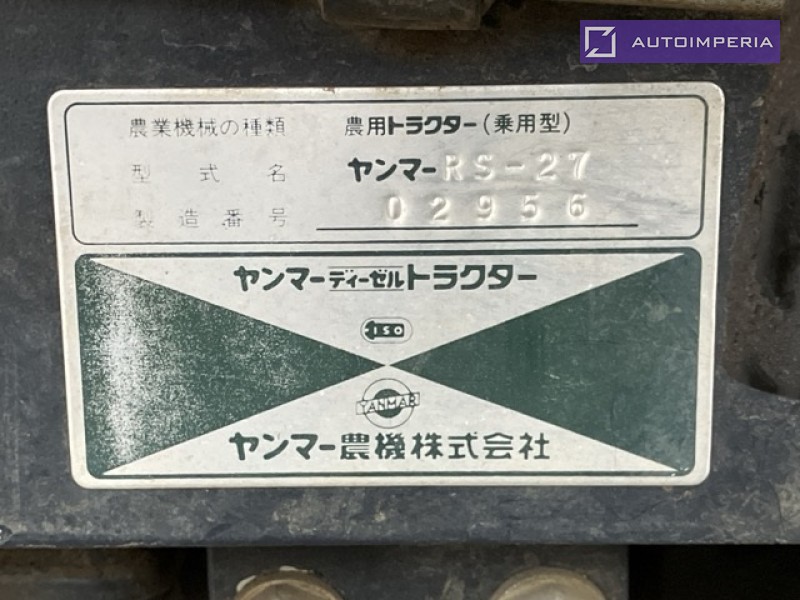 AUTOIMPERIA
農業機械の種類 農用トラクター(乗用型)
型式名 ヤンマー RS-27
製造番号 02956
ヤンマーディーゼルトラクター
ISO
YANMAR
ヤンマー農機株式会社